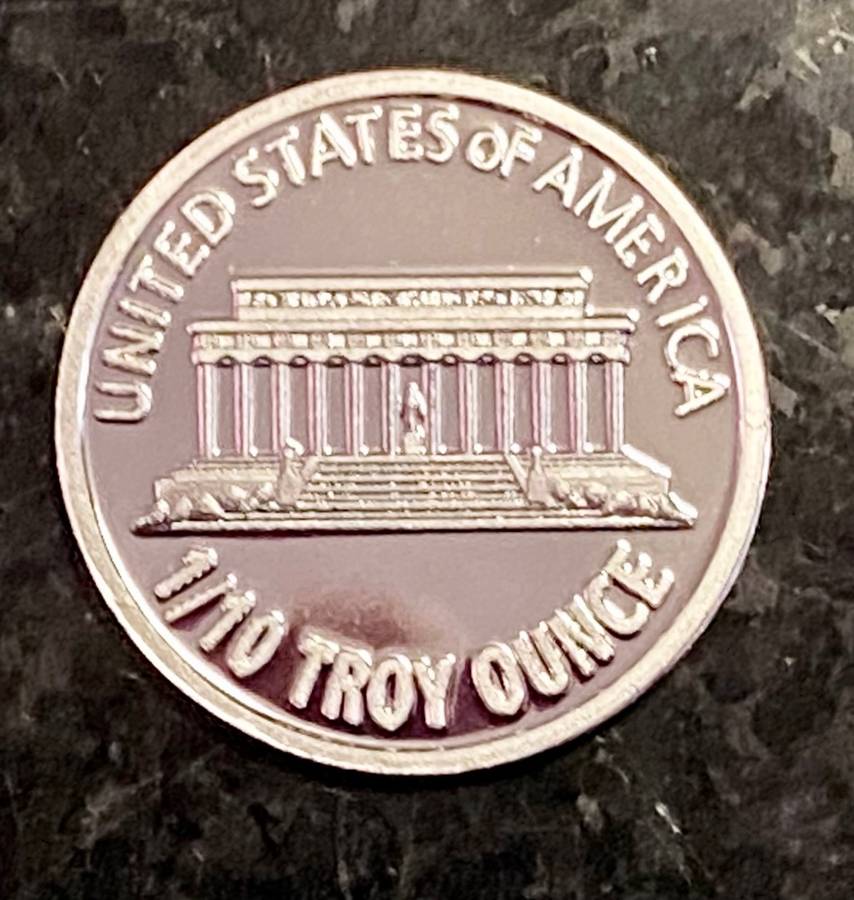 UNITED STATES oF AMERICA
1/10 TROY OUNCE